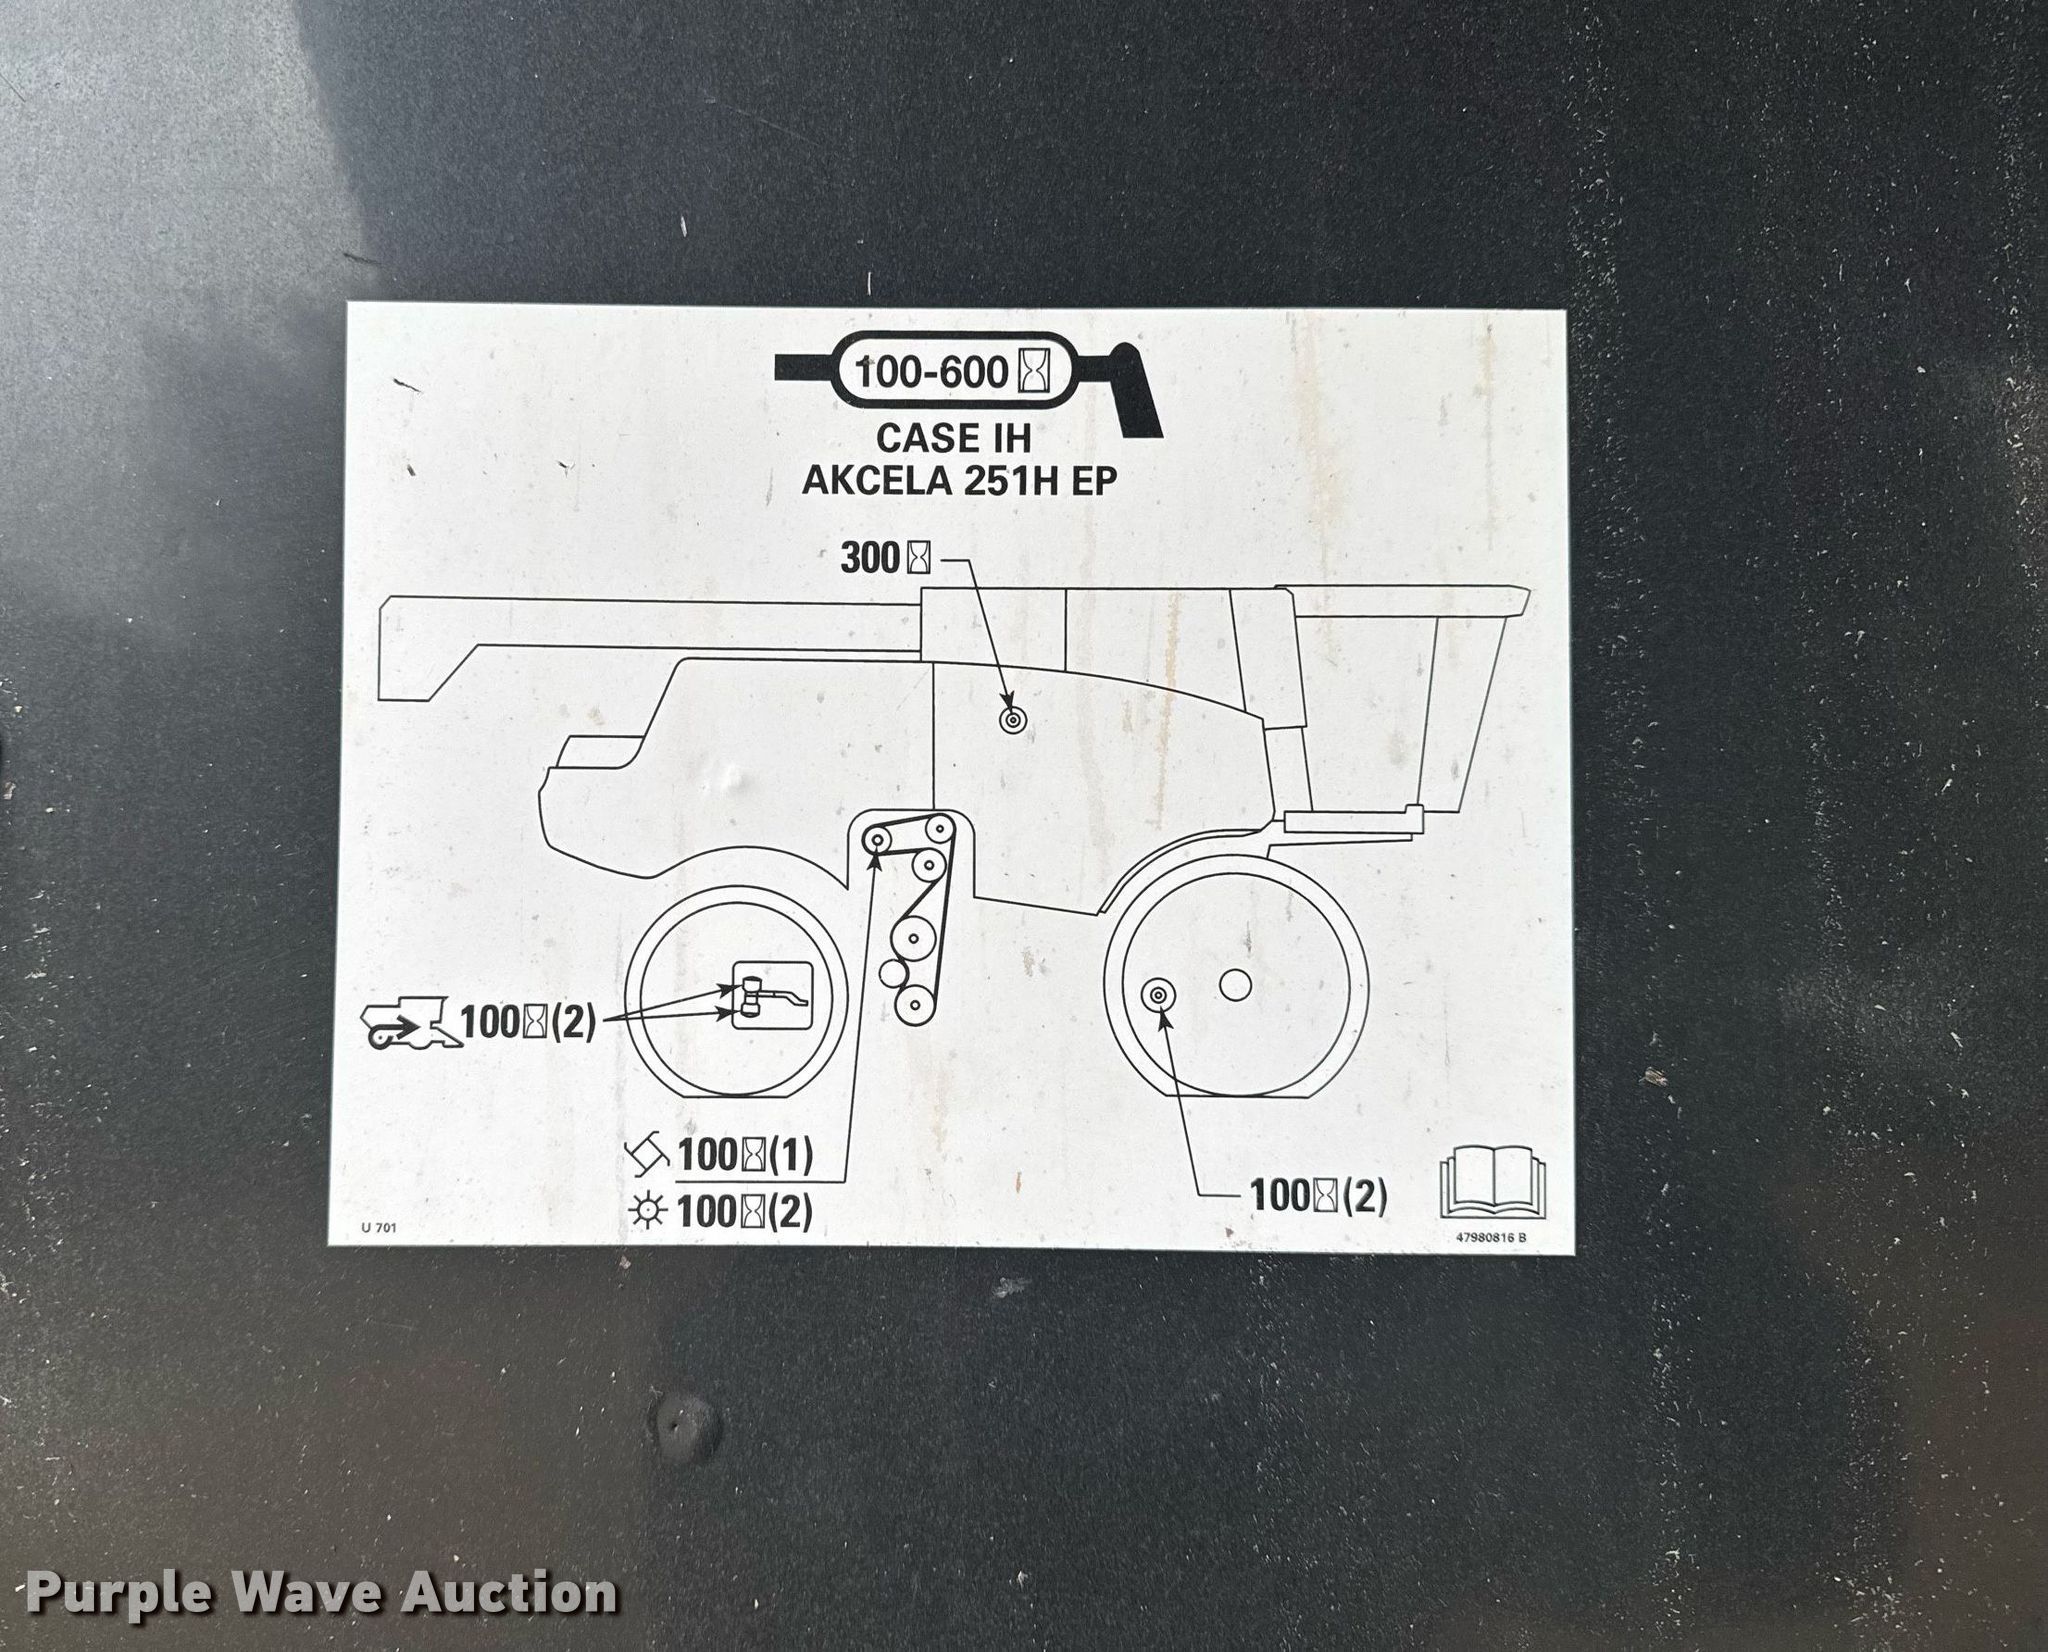 100-600
CASE IH
AKCELA 251H EP
300
100 (2)
100 (1)
100 (2)
100 (2)
U 701
47980816 B
Purple Wave Auction